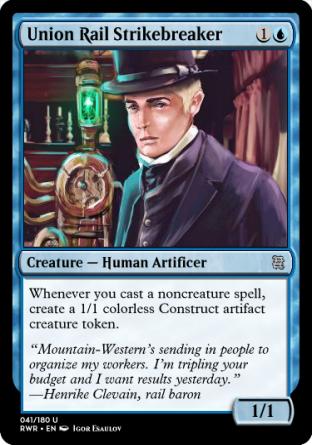 Union Rail Strikebreaker 1
Creature — Human Artificer
Whenever you cast a noncreature spell,
create a 1/1 colorless Construct artifact
creature token.
“Mountain-Western’s sending in people to
organize my workers. I’m tripling your
budget and I want results yesterday.”
—Henrike Clevain, rail baron
1/1
041/180 U
RWR • EN Igor Esaulov